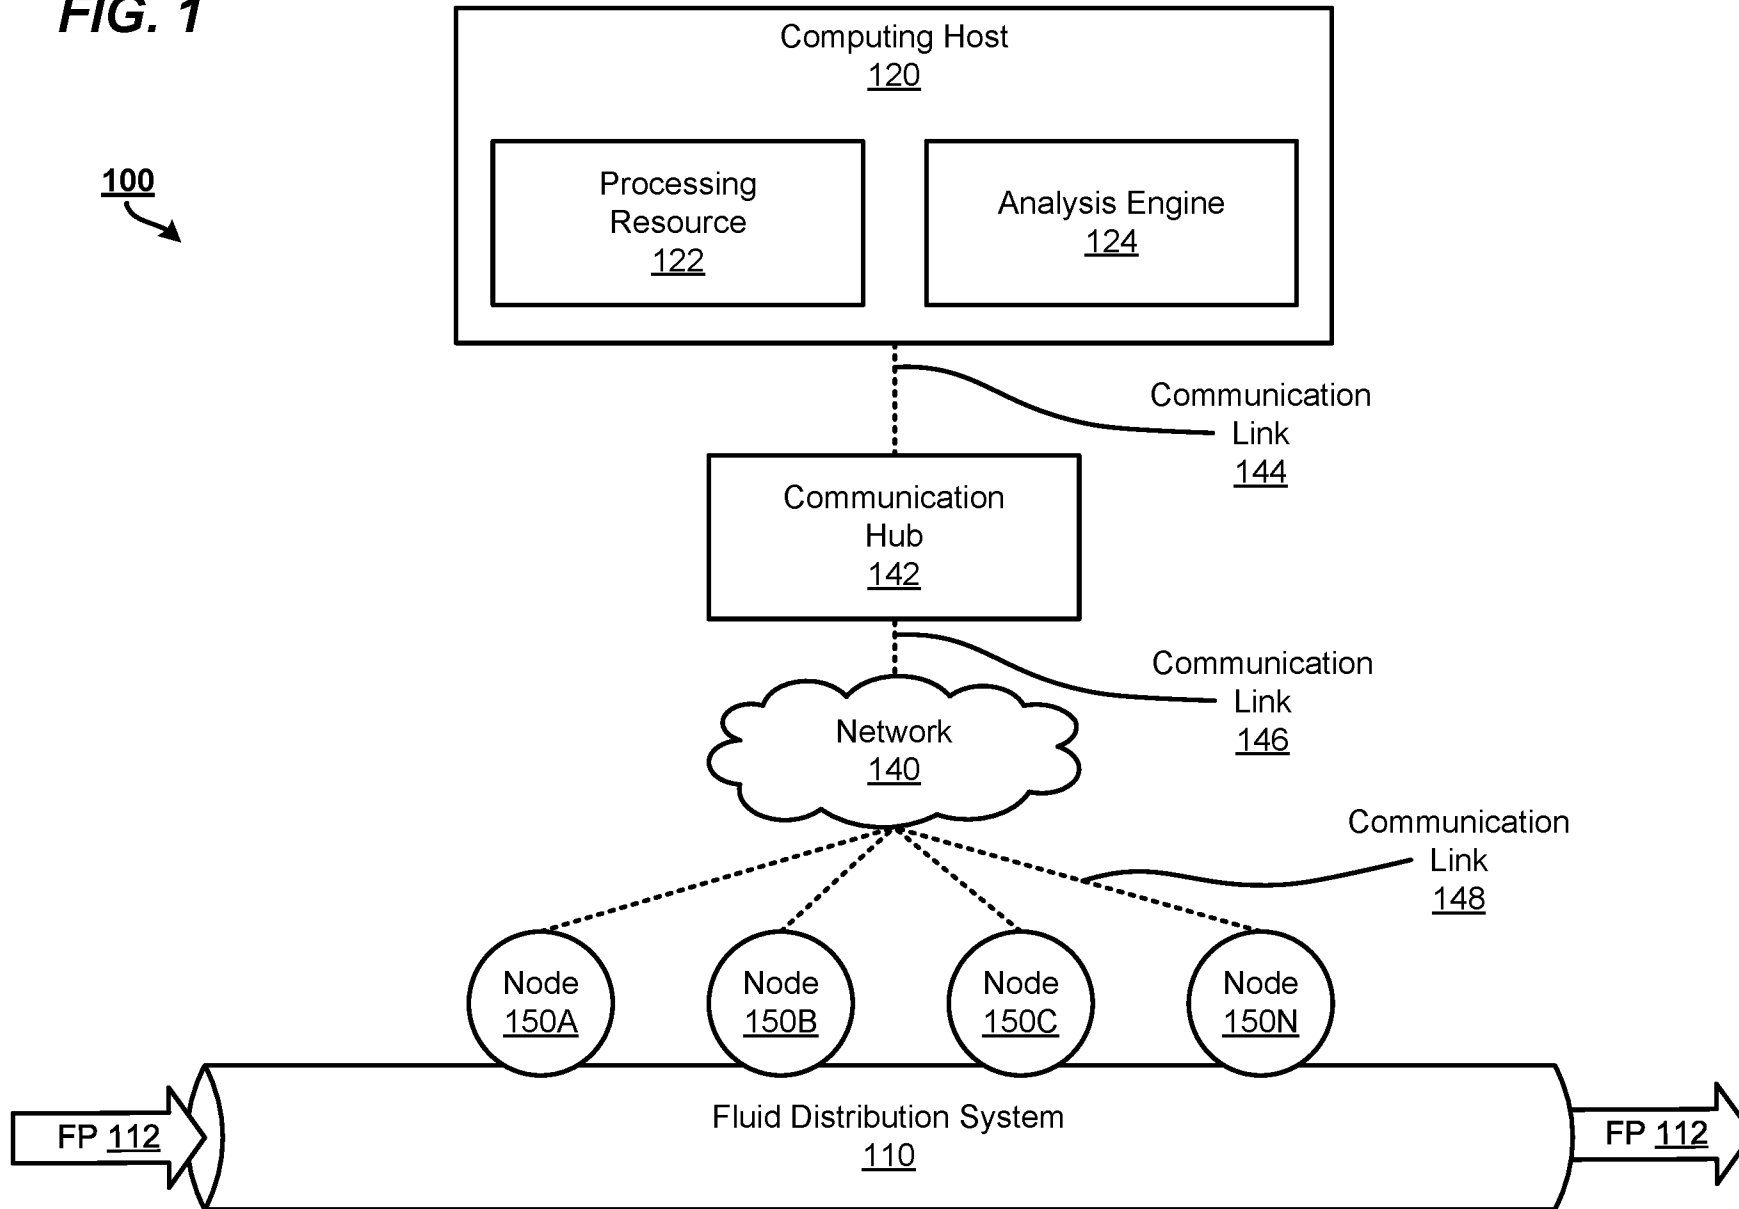 FIG. 1
Computing Host
120
100
Processing
Resource
122
Analysis Engine
124
Communication
Link
144
Communication
Hub
142
Communication
Link
146
Network
140
Communication
Link
148
Node
150A
Node
150B
Node
150C
Node
150N
FP 112
Fluid Distribution System
110
FP 112